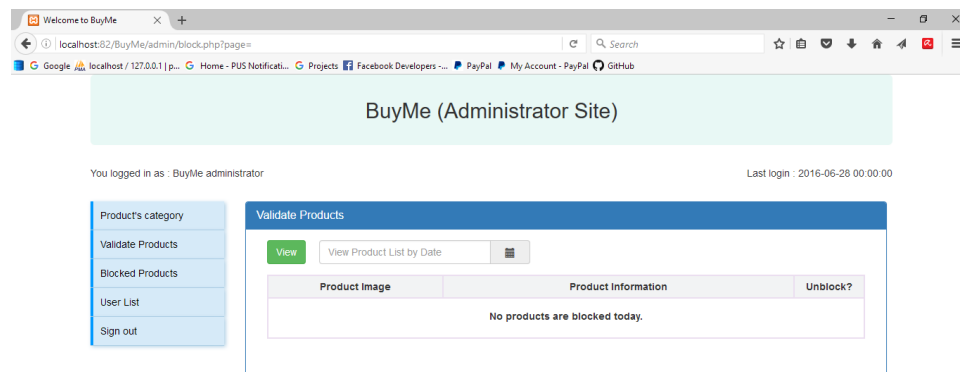 Welcome to BuyMe
localhost:82/BuyMe/admin/block.php?page=
Search
Google localhost / 127.0.0.1 | p... Home - PUS Notificati... Projects Facebook Developers -... PayPal My Account - PayPal GitHub
BuyMe (Administrator Site)
You logged in as : BuyMe administrator
Last login : 2016-06-28 00:00:00
Product's category
Validate Products
Blocked Products
User List
Sign out
Validate Products
View
View Product List by Date
Product Image Product Information Unblock?
No products are blocked today.